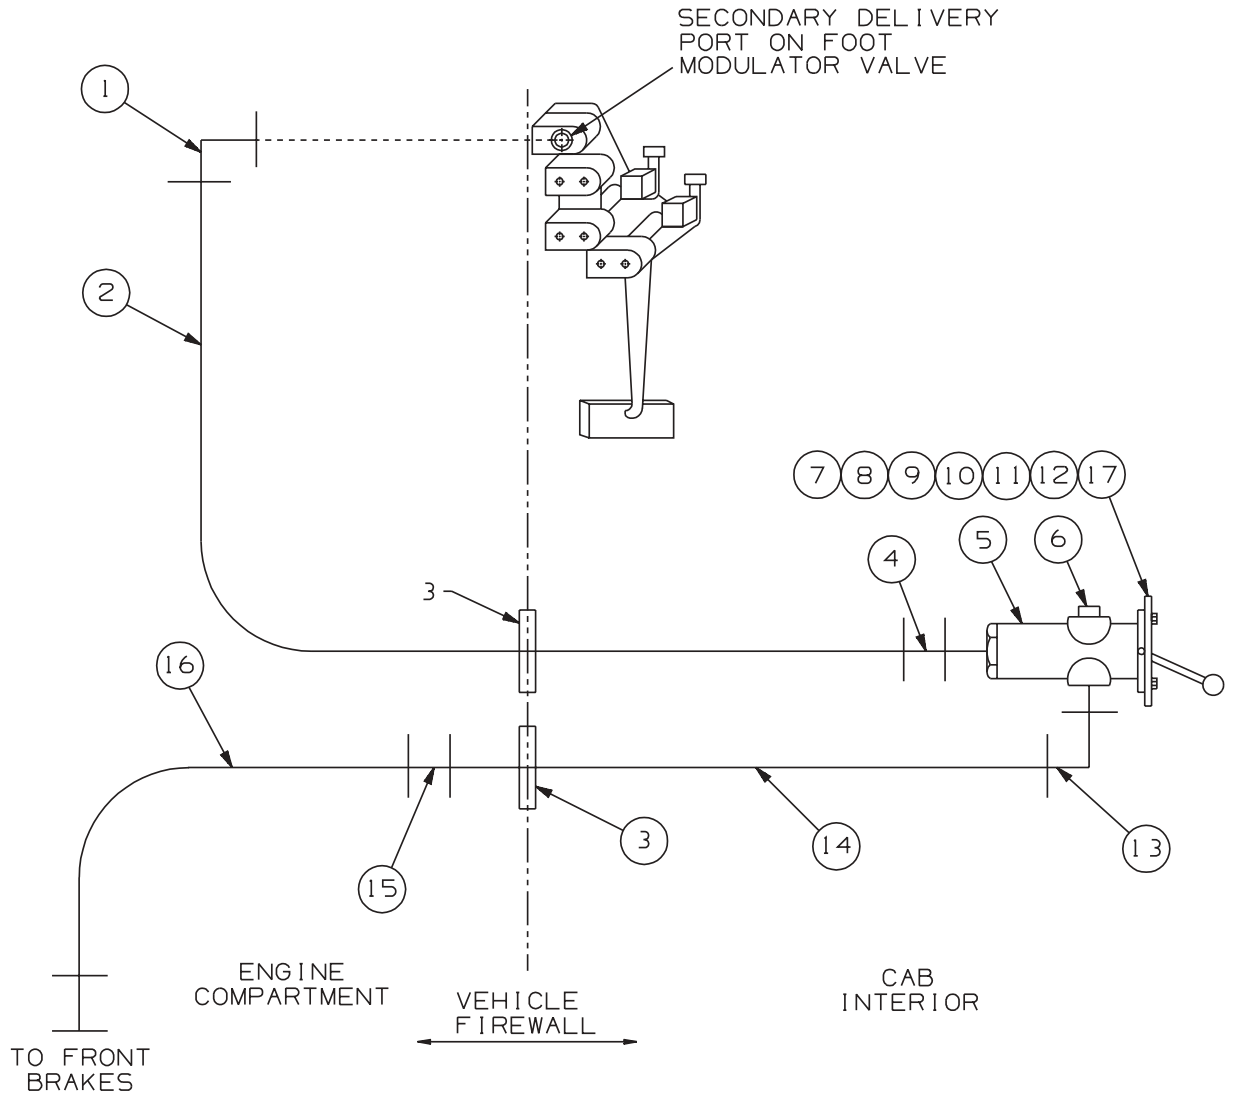 SECONDARY DELIVERY
PORT ON FOOT
MODULATOR VALVE
1
2
7 8 9 10 11 12 17
4 5 6
3
16
3
14
13
15
ENGINE
COMPARTMENT
VEHICLE
FIREWALL
CAB
INTERIOR
TO FRONT
BRAKES